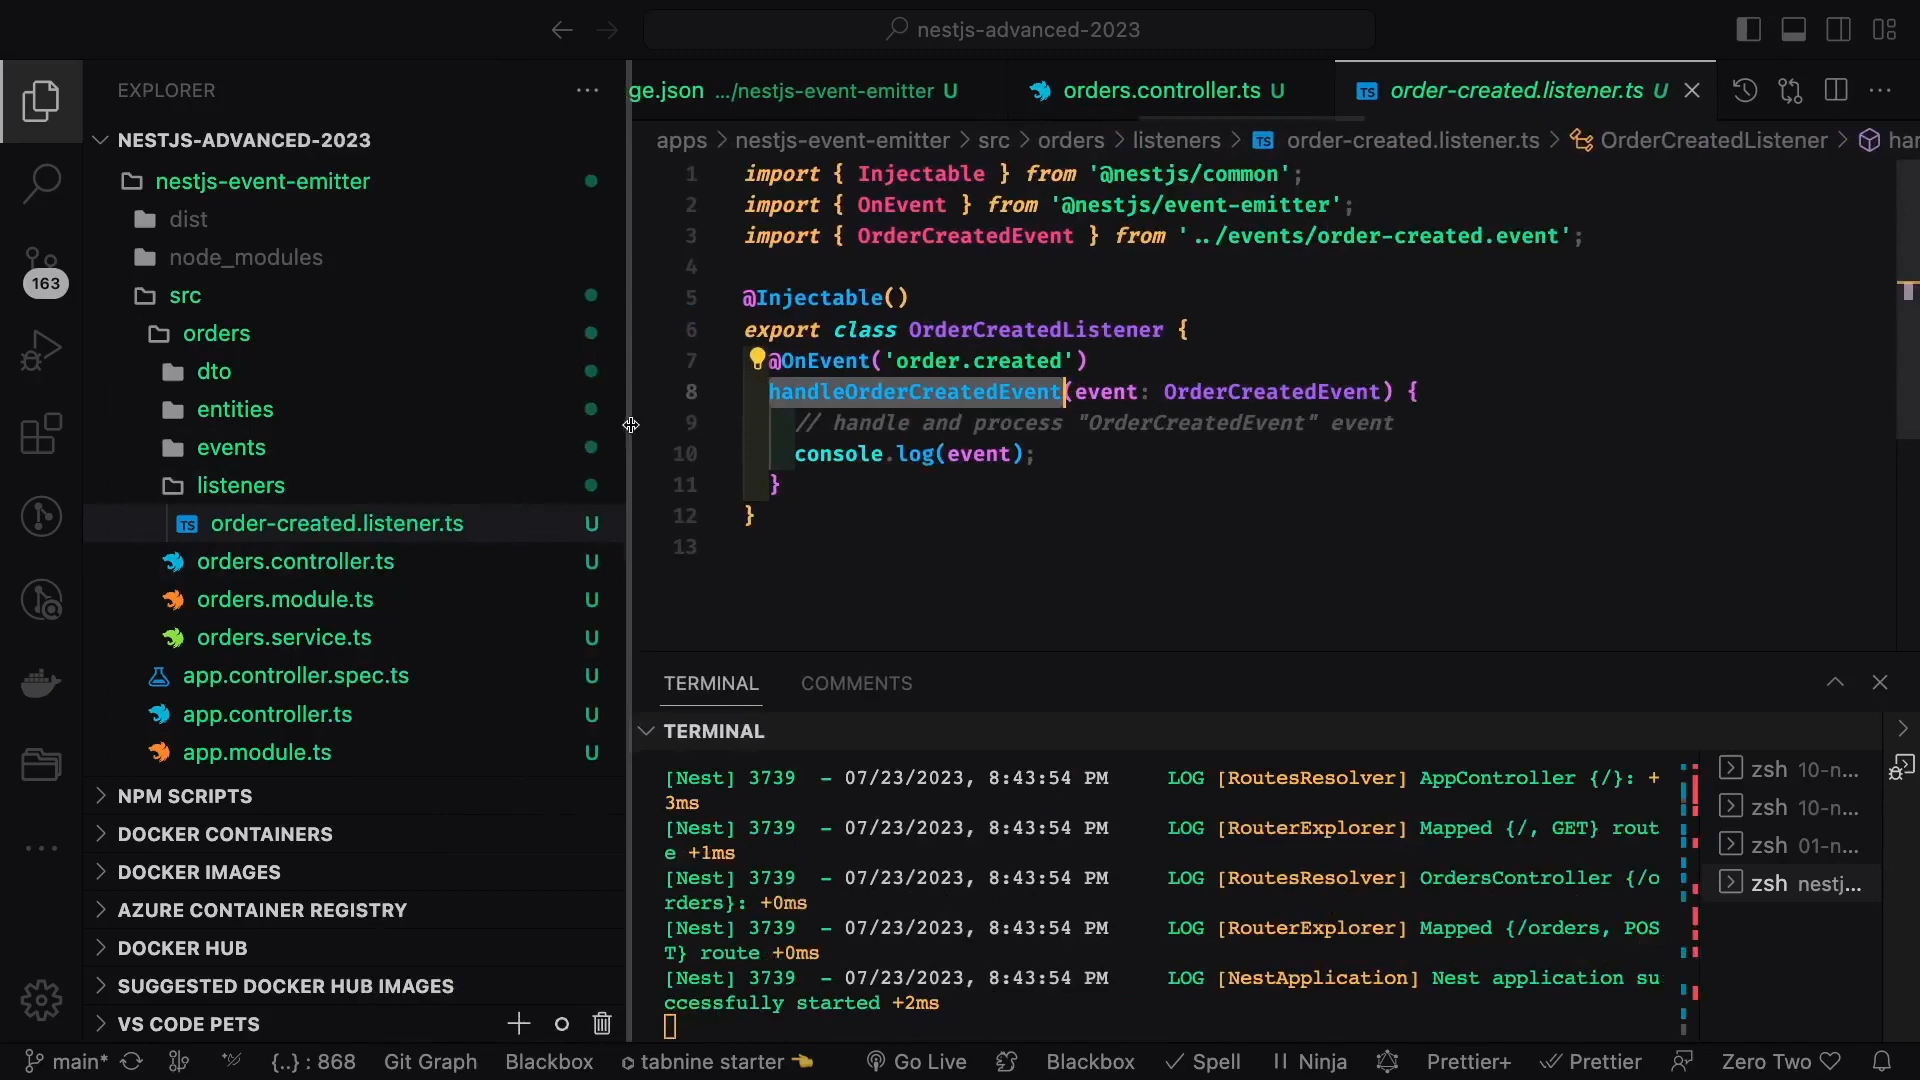 nestjs-advanced-2023
EXPLORER
NESTJS-ADVANCED-2023
nestjs-event-emitter
dist
node_modules
src
orders
dto
entities
events
listeners
TS order-created.listener.ts U
orders.controller.ts U
orders.module.ts U
orders.service.ts U
app.controller.spec.ts U
app.controller.ts U
app.module.ts U
NPM SCRIPTS
DOCKER CONTAINERS
DOCKER IMAGES
AZURE CONTAINER REGISTRY
DOCKER HUB
SUGGESTED DOCKER HUB IMAGES
VS CODE PETS
163
ge.json .../nestjs-event-emitter U
orders.controller.ts U
TS order-created.listener.ts U
apps > nestjs-event-emitter > src > orders > listeners > TS order-created.listener.ts > OrderCreatedListener > har
1 import { Injectable } from '@nestjs/common';
2 import { OnEvent } from '@nestjs/event-emitter';
3 import { OrderCreatedEvent } from '../events/order-created.event';
4
5 @Injectable()
6 export class OrderCreatedListener {
7 @OnEvent('order.created')
8 handleOrderCreatedEvent(event: OrderCreatedEvent) {
9 // handle and process "OrderCreatedEvent" event
10 console.log(event);
11 }
12 }
13
TERMINAL COMMENTS
TERMINAL
[Nest] 3739 - 07/23/2023, 8:43:54 PM LOG [RoutesResolver] AppController {/}: +
3ms
[Nest] 3739 - 07/23/2023, 8:43:54 PM LOG [RouterExplorer] Mapped {/, GET} rout
e +1ms
[Nest] 3739 - 07/23/2023, 8:43:54 PM LOG [RoutesResolver] OrdersController {/o
rders}: +0ms
[Nest] 3739 - 07/23/2023, 8:43:54 PM LOG [RouterExplorer] Mapped {/orders, POS
T} route +0ms
[Nest] 3739 - 07/23/2023, 8:43:54 PM LOG [NestApplication] Nest application su
ccessfully started +2ms
zsh 10-n...
zsh 10-n...
zsh 01-n...
zsh nestj...
main* {..} : 868 Git Graph Blackbox tabnine starter Go Live Blackbox Spell Ninja Prettier+ Prettier Zero Two